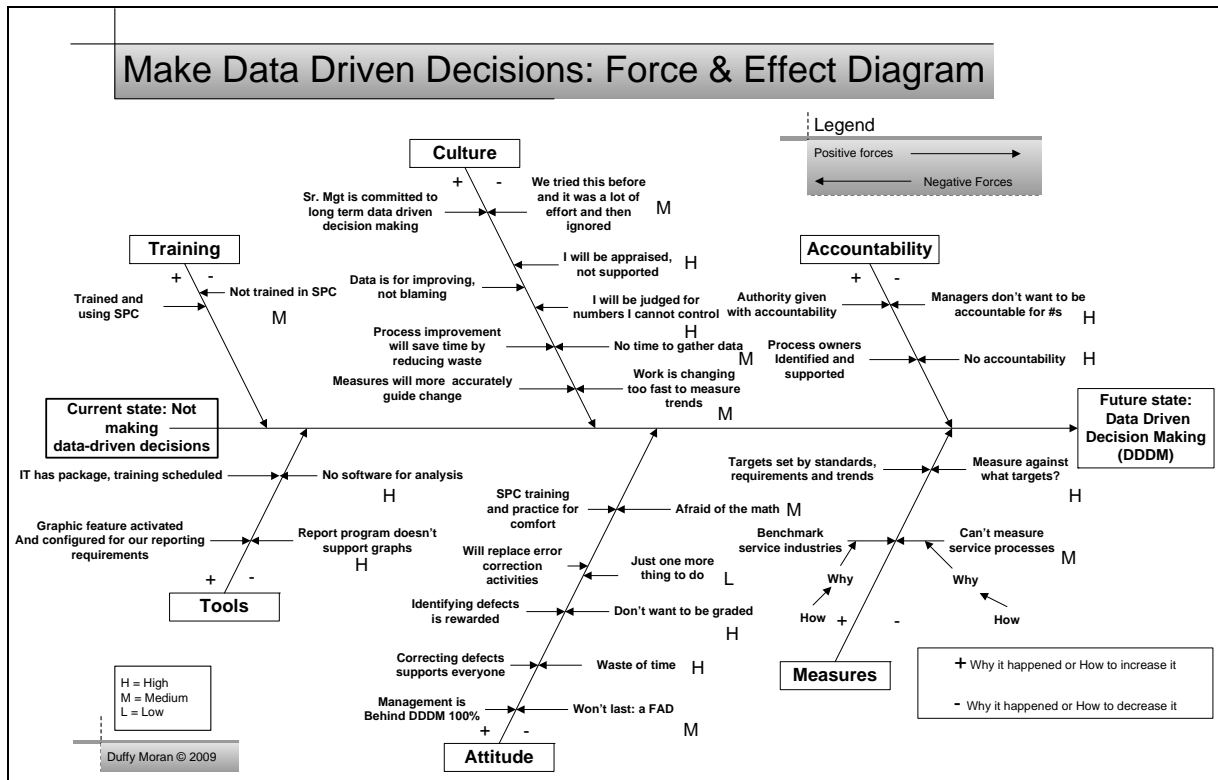 Make Data Driven Decisions: Force & Effect Diagram
Legend
Positive forces
Negative Forces
Culture
+ -
Sr. Mgt is committed to
long term data driven
decision making
We tried this before
and it was a lot of
effort and then
ignored
M
I will be appraised,
not supported
H
Data is for improving,
not blaming
I will be judged for
numbers I cannot control
H
Process improvement
will save time by
reducing waste
No time to gather data
M
Measures will more accurately
guide change
Work is changing
too fast to measure
trends
M
Training
+ -
Trained and
using SPC
Not trained in SPC
M
Accountability
+ -
Authority given
with accountability
Managers don't want to be
accountable for #s
H
Process owners
Identified and
supported
No accountability
H
Current state: Not
making
data-driven decisions
Future state:
Data Driven
Decision Making
(DDDM)
IT has package, training scheduled
No software for analysis
H
Graphic feature activated
And configured for our reporting
requirements
Report program doesn't
support graphs
H
+ -
Tools
SPC training
and practice for
comfort
Afraid of the math
M
Will replace error
correction
activities
Just one more
thing to do
L
Identifying defects
is rewarded
Don't want to be graded
H
Correcting defects
supports everyone
Waste of time
H
Management is
Behind DDDM 100%
Won't last: a FAD
M
+ -
Attitude
Targets set by standards,
requirements and trends
Measure against
what targets?
H
Benchmark
service industries
Can't measure
service processes
M
Why
How
Why
How
+ -
Measures
H = High
M = Medium
L = Low
Duffy Moran © 2009
+ Why it happened or How to increase it
- Why it happened or How to decrease it